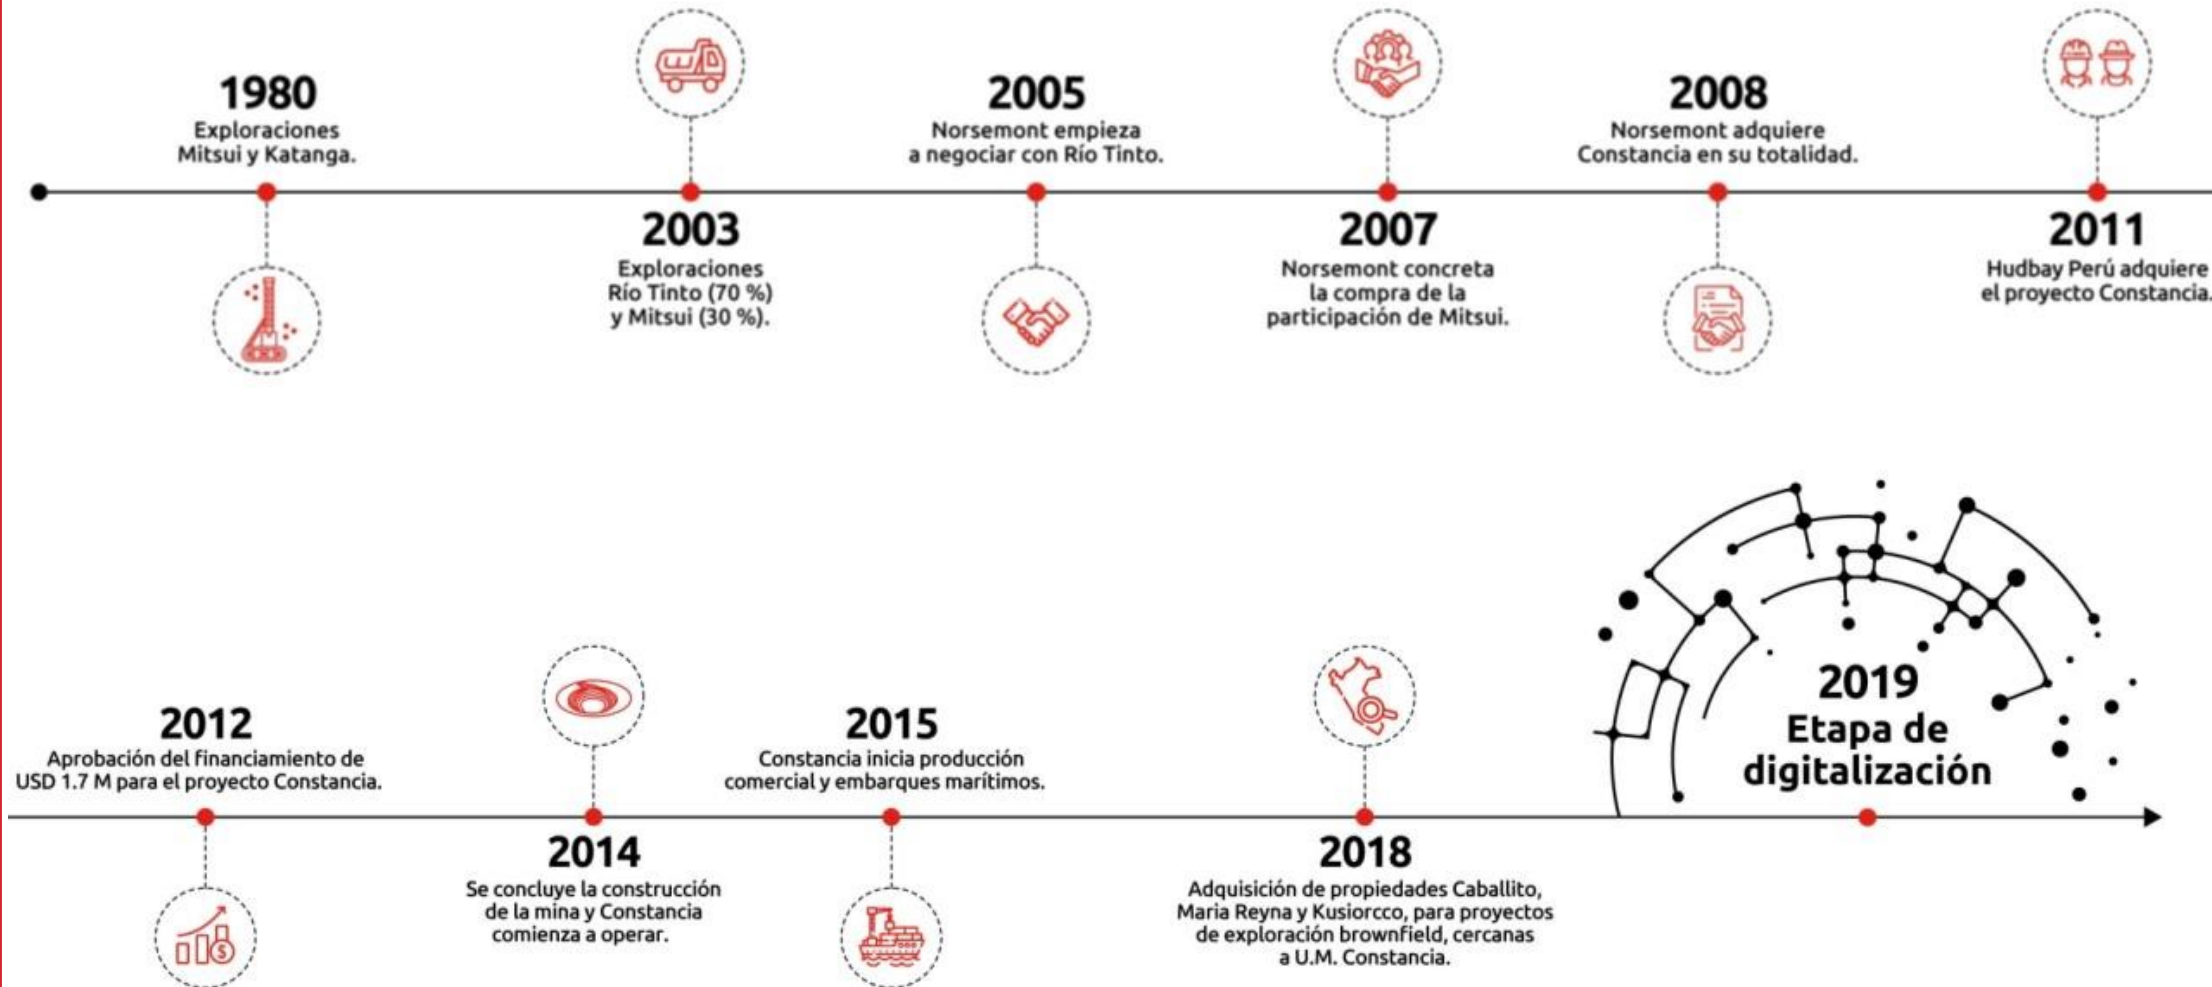 1980
Exploraciones
Mitsui y Katanga.
2003
Exploraciones
Río Tinto (70 %)
y Mitsui (30 %).
2005
Norsemont empieza
a negociar con Río Tinto.
2007
Norsemont concreta
la compra de la
participación de Mitsui.
2008
Norsemont adquiere
Constancia en su totalidad.
2011
Hudbay Perú adquiere
el proyecto Constancia.
2012
Aprobación del financiamiento de
USD 1.7 M para el proyecto Constancia.
2014
Se concluye la construcción
de la mina y Constancia
comienza a operar.
2015
Constancia inicia producción
comercial y embarques marítimos.
2018
Adquisición de propiedades Caballito,
Maria Reyna y Kusiorcco, para proyectos
de exploración brownfield, cercanas
a U.M. Constancia.
2019
Etapa de
digitalización